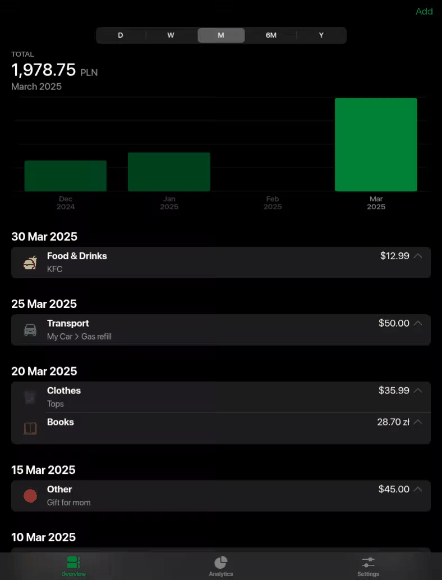 Add
D W M 6M Y
TOTAL
1,978.75 PLN
March 2025
Dec Jan Feb Mar
2024 2025 2025 2025
30 Mar 2025
Food & Drinks $12.99
KFC
25 Mar 2025
Transport $50.00
My Car > Gas refill
20 Mar 2025
Clothes $35.99
Tops
Books 28.70 zł
15 Mar 2025
Other $45.00
Gift for mom
10 Mar 2025
Overview Analytics Settings